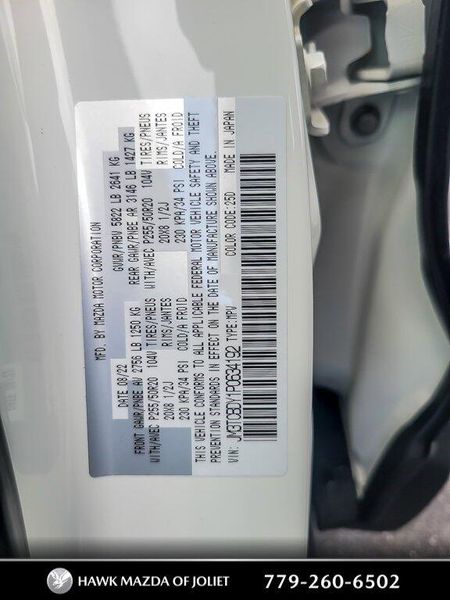 MFD. BY MAZDA MOTOR CORPORATION
DATE 08/22 GVWR/PNBV 5822 LB 2641 KG
FRONT GAWR/PNBE AV 2756 LB 1250 KG REAR GAWR/PNBE AR 3146 LB 1427 KG
WITH/AVEC P255/50R20 104V TIRES/PNEUS WITH/AVEC P255/50R20 104V TIRES/PNEUS
20X8 1/2J RIMS/JANTES 20X8 1/2J RIMS/JANTES
230 KPA/34 PSI COLD/A FROID 230 KPA/34 PSI COLD/A FROID
THIS VEHICLE CONFORMS TO ALL APPLICABLE FEDERAL MOTOR VEHICLE SAFETY AND THEFT
PREVENTION STANDARDS IN EFFECT ON THE DATE OF MANUFACTURE SHOWN ABOVE.
COLOR CODE:25D MADE IN JAPAN
VIN: TYPE:MPV
HAWK MAZDA OF JOLIET 779-260-6502